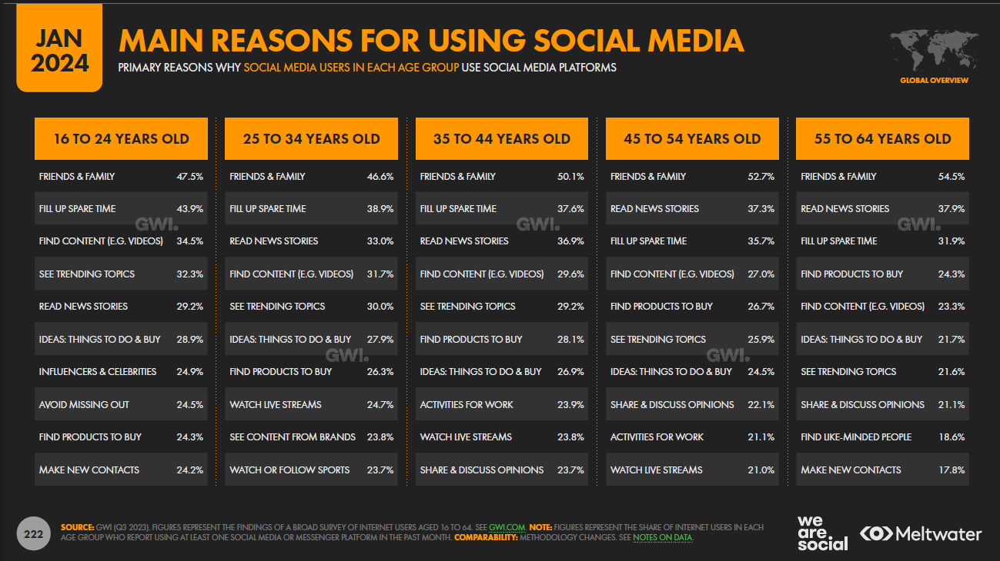 JAN
2024
MAIN REASONS FOR USING SOCIAL MEDIA
PRIMARY REASONS WHY SOCIAL MEDIA USERS IN EACH AGE GROUP USE SOCIAL MEDIA PLATFORMS
GLOBAL OVERVIEW
16 TO 24 YEARS OLD
FRIENDS & FAMILY 47.5%
FILL UP SPARE TIME 43.9%
GWI.
FIND CONTENT (E.G. VIDEOS) 34.5%
SEE TRENDING TOPICS 32.3%
READ NEWS STORIES 29.2%
IDEAS: THINGS TO DO & BUY 28.9%
INFLUENCERS & CELEBRITIES 24.9%
AVOID MISSING OUT 24.5%
FIND PRODUCTS TO BUY 24.3%
MAKE NEW CONTACTS 24.2%
25 TO 34 YEARS OLD
FRIENDS & FAMILY 46.6%
FILL UP SPARE TIME 38.9%
READ NEWS STORIES 33.0%
FIND CONTENT (E.G. VIDEOS) 31.7%
SEE TRENDING TOPICS 30.0%
IDEAS: THINGS TO DO & BUY 27.9%
GWI.
FIND PRODUCTS TO BUY 26.3%
WATCH LIVE STREAMS 24.7%
SEE CONTENT FROM BRANDS 23.8%
WATCH OR FOLLOW SPORTS 23.7%
35 TO 44 YEARS OLD
FRIENDS & FAMILY 50.1%
FILL UP SPARE TIME 37.6%
GWI.
READ NEWS STORIES 36.9%
FIND CONTENT (E.G. VIDEOS) 29.6%
SEE TRENDING TOPICS 29.2%
FIND PRODUCTS TO BUY 28.1%
IDEAS: THINGS TO DO & BUY 26.9%
ACTIVITIES FOR WORK 23.9%
WATCH LIVE STREAMS 23.8%
SHARE & DISCUSS OPINIONS 23.7%
45 TO 54 YEARS OLD
FRIENDS & FAMILY 52.7%
READ NEWS STORIES 37.3%
FILL UP SPARE TIME 35.7%
FIND CONTENT (E.G. VIDEOS) 27.0%
FIND PRODUCTS TO BUY 26.7%
SEE TRENDING TOPICS 25.9%
GWI.
IDEAS: THINGS TO DO & BUY 24.5%
SHARE & DISCUSS OPINIONS 22.1%
ACTIVITIES FOR WORK 21.1%
WATCH LIVE STREAMS 21.0%
55 TO 64 YEARS OLD
FRIENDS & FAMILY 54.5%
READ NEWS STORIES 37.9%
GWI.
FILL UP SPARE TIME 31.9%
FIND PRODUCTS TO BUY 24.3%
FIND CONTENT (E.G. VIDEOS) 23.3%
IDEAS: THINGS TO DO & BUY 21.7%
SEE TRENDING TOPICS 21.6%
SHARE & DISCUSS OPINIONS 21.1%
FIND LIKE-MINDED PEOPLE 18.6%
MAKE NEW CONTACTS 17.8%
222
SOURCE: GWI (Q3 2023). FIGURES REPRESENT THE FINDINGS OF A BROAD SURVEY OF INTERNET USERS AGED 16 TO 64. SEE GWI.COM. NOTE: FIGURES REPRESENT THE SHARE OF INTERNET USERS IN EACH
AGE GROUP WHO REPORT USING AT LEAST ONE SOCIAL MEDIA OR MESSENGER PLATFORM IN THE PAST MONTH. COMPARABILITY: METHODOLOGY CHANGES. SEE NOTES ON DATA.
we
are
social
Meltwater